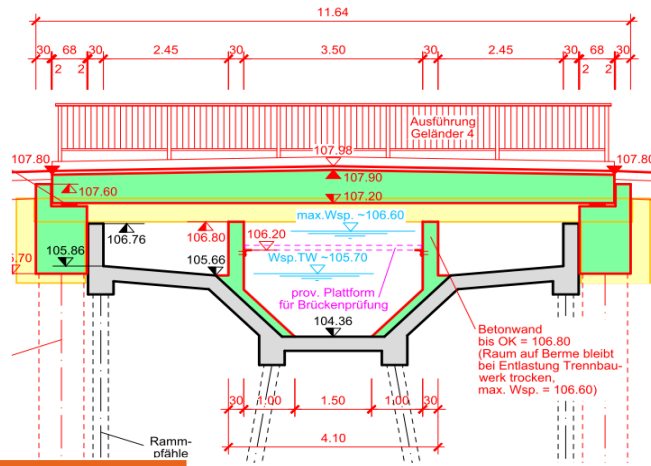 11.64
30 68 30 2.45 30 3.50 30 2.45 30 68 30
2 2 2 2
Ausführung
Geländer 4
107.98
107.80
107.80
107.90
107.60
107.20
max.Wsp. ~106.60
106.76
106.80
106.20
105.86
105.66
Wsp.TW ~105.70
5.70
prov. Plattform
für Brückenprüfung
104.36
Betonwand
bis OK = 106.80
(Raum auf Berme bleibt
bei Entlastung Trennbau-
werk trocken,
max. Wsp. = 106.60)
30 1.00 1.50 1.00 30
4.10
Ramm-
pfähle